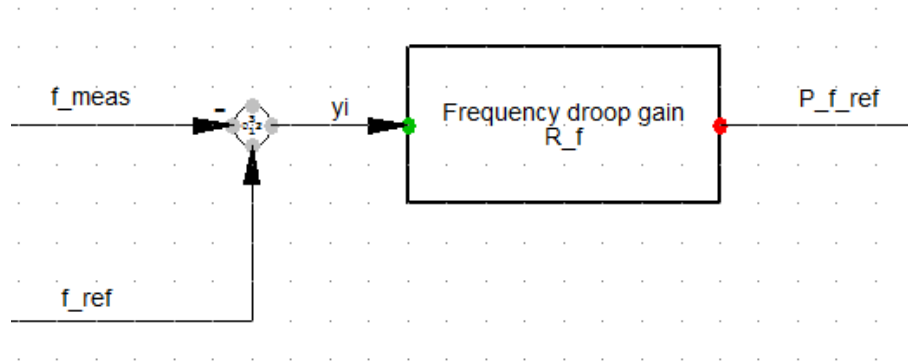 f_meas
-
yi
Frequency droop gain
R_f
P_f_ref
f_ref